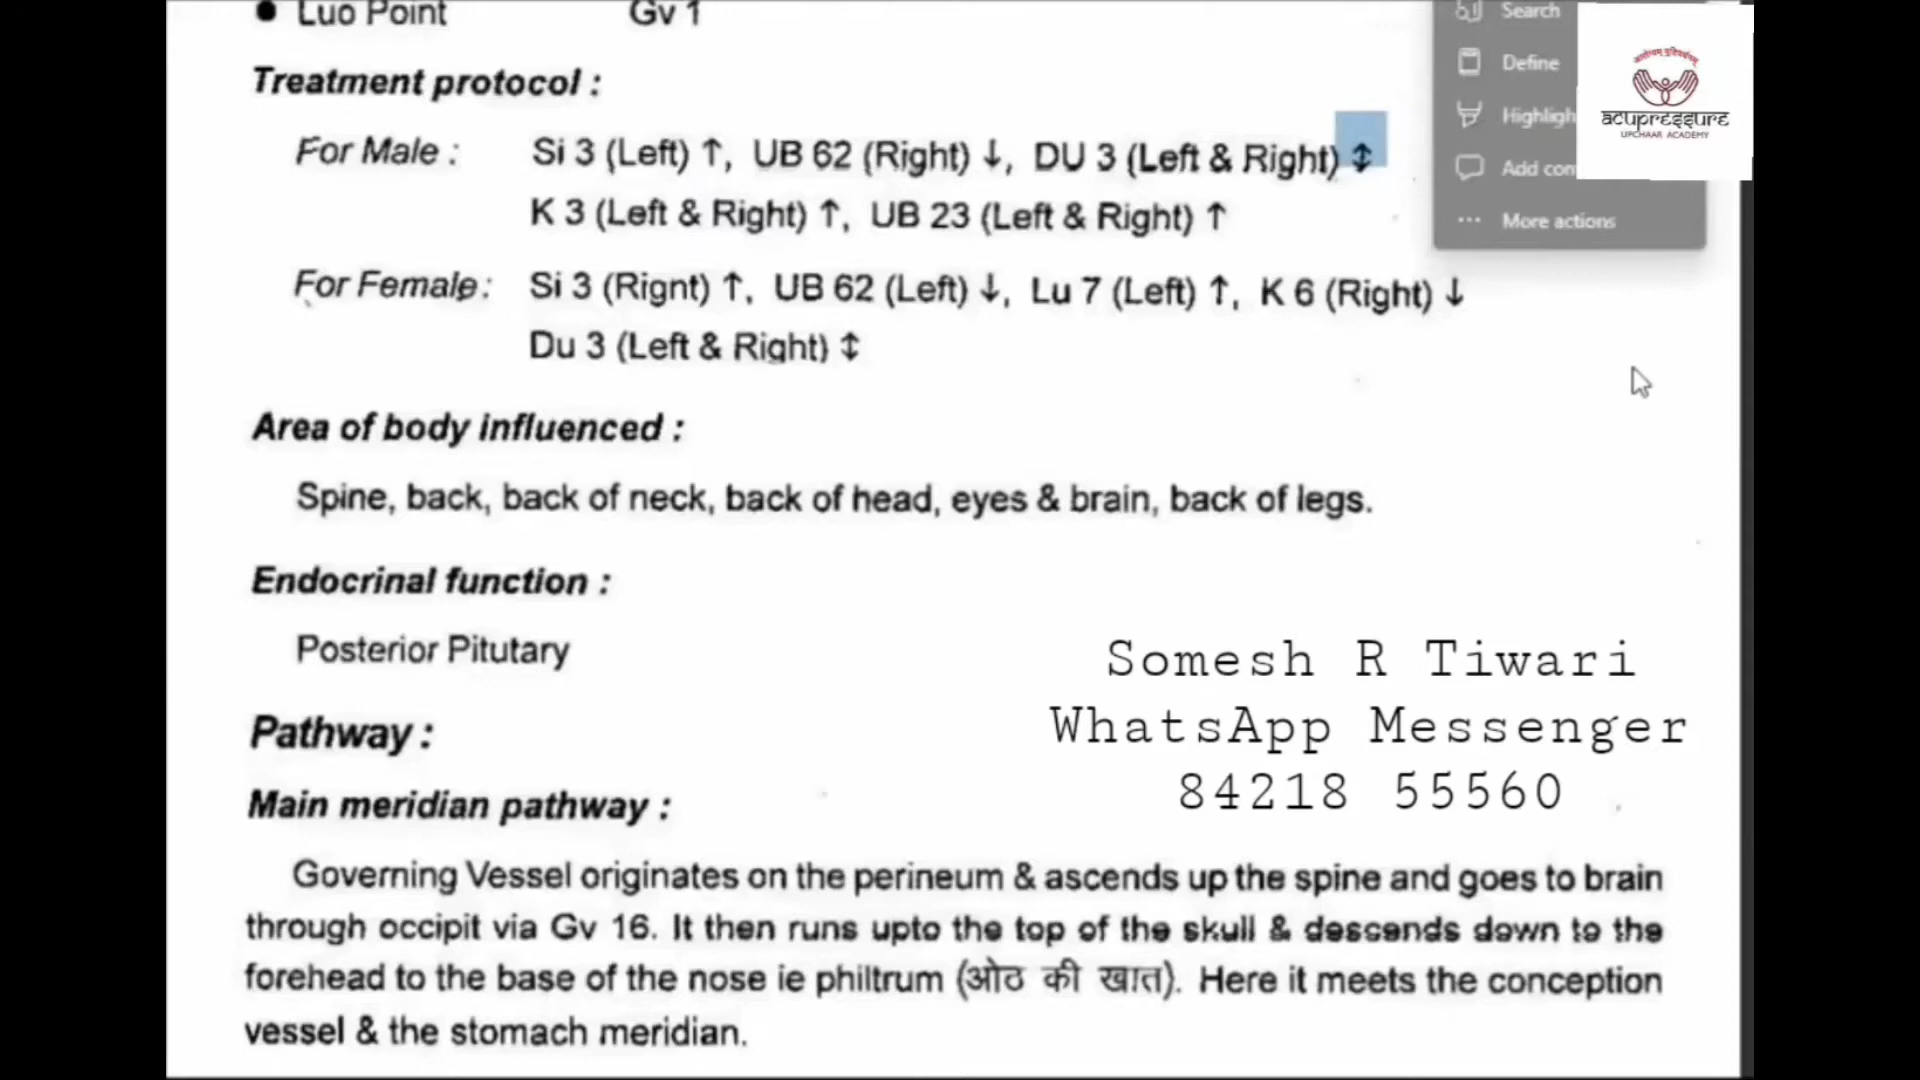 ● Luo Point Gv 1
Treatment protocol :
For Male : Si 3 (Left) ↑, UB 62 (Right) ↓, DU 3 (Left & Right) ↕
K 3 (Left & Right) ↑, UB 23 (Left & Right) ↑
For Female : Si 3 (Rignt) ↑, UB 62 (Left) ↓, Lu 7 (Left) ↑, K 6 (Right) ↓
Du 3 (Left & Right) ↕
Area of body influenced :
Spine, back, back of neck, back of head, eyes & brain, back of legs.
Endocrinal function :
Posterior Pitutary
Pathway :
Main meridian pathway :
Governing Vessel originates on the perineum & ascends up the spine and goes to brain
through occipit via Gv 16. It then runs upto the top of the skull & descends down to the
forehead to the base of the nose ie philtrum (ओठ की खात). Here it meets the conception
vessel & the stomach meridian.
Search
Define
Highligh
Add con
More actions
acupressure
UPCHAAR ACADEMY
Somesh R Tiwari
WhatsApp Messenger
84218 55560